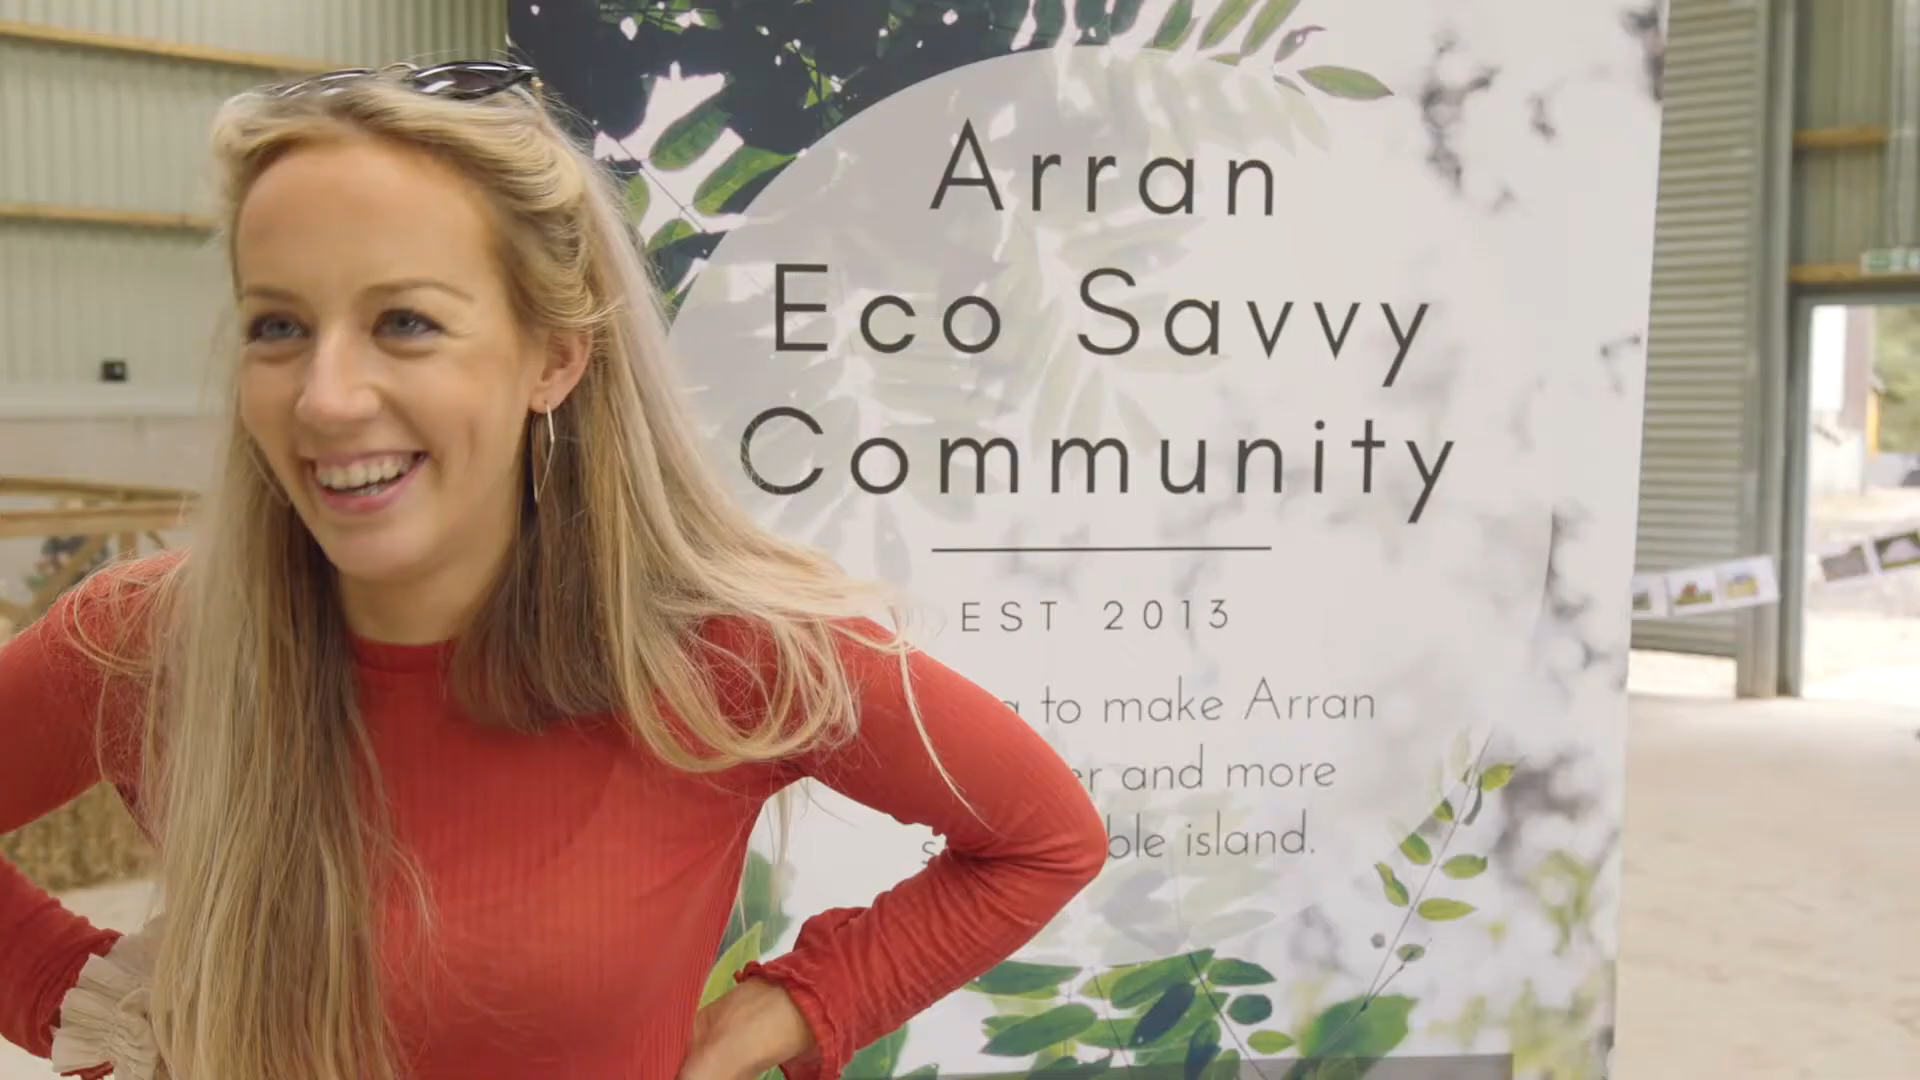 Arran
Eco Savvy
Community
EST 2013
to make Arran
and more
island.